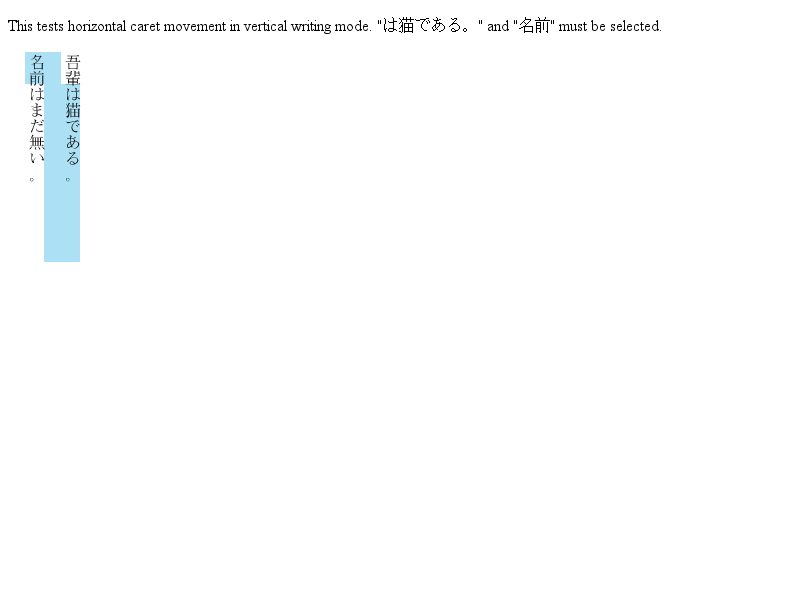 This tests horizontal caret movement in vertical writing mode. "は猫である。" and "名前" must be selected.
吾輩は猫である。
名前はまだ無い。